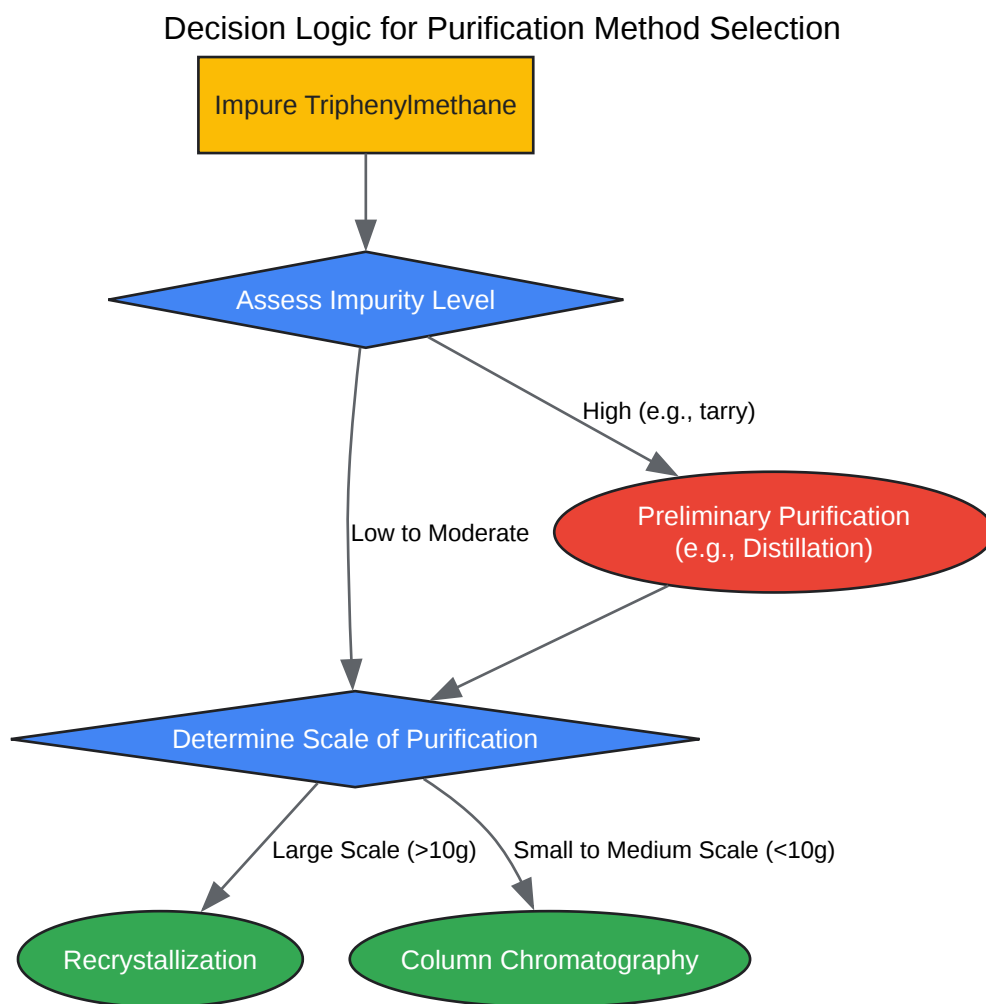 Decision Logic for Purification Method Selection
Impure Triphenylmethane
Assess Impurity Level
High (e.g., tarry)
Preliminary Purification
(e.g., Distillation)
Low to Moderate
Determine Scale of Purification
Large Scale (>10g)
Small to Medium Scale (<10g)
Recrystallization
Column Chromatography